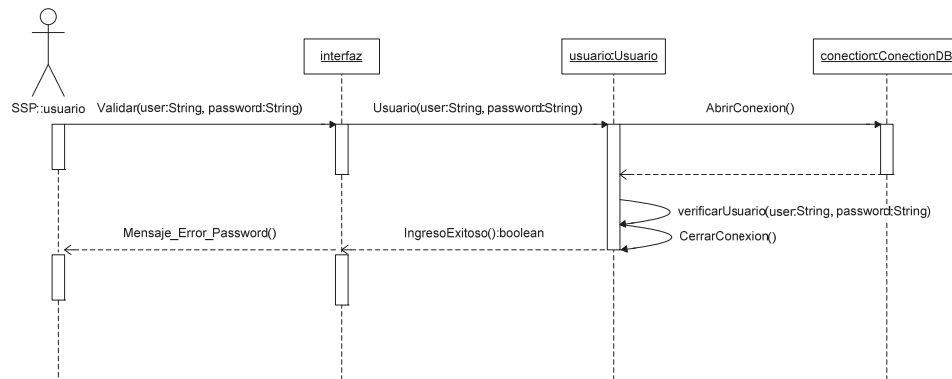 interfaz
usuario:Usuario
conection:ConectionDB
SSP::usuario
Validar(user:String, password:String)
Usuario(user:String, password:String)
AbrirConexion()
verificarUsuario(user:String, password:String)
Mensaje_Error_Password()
IngresoExitoso():boolean
CerrarConexion()